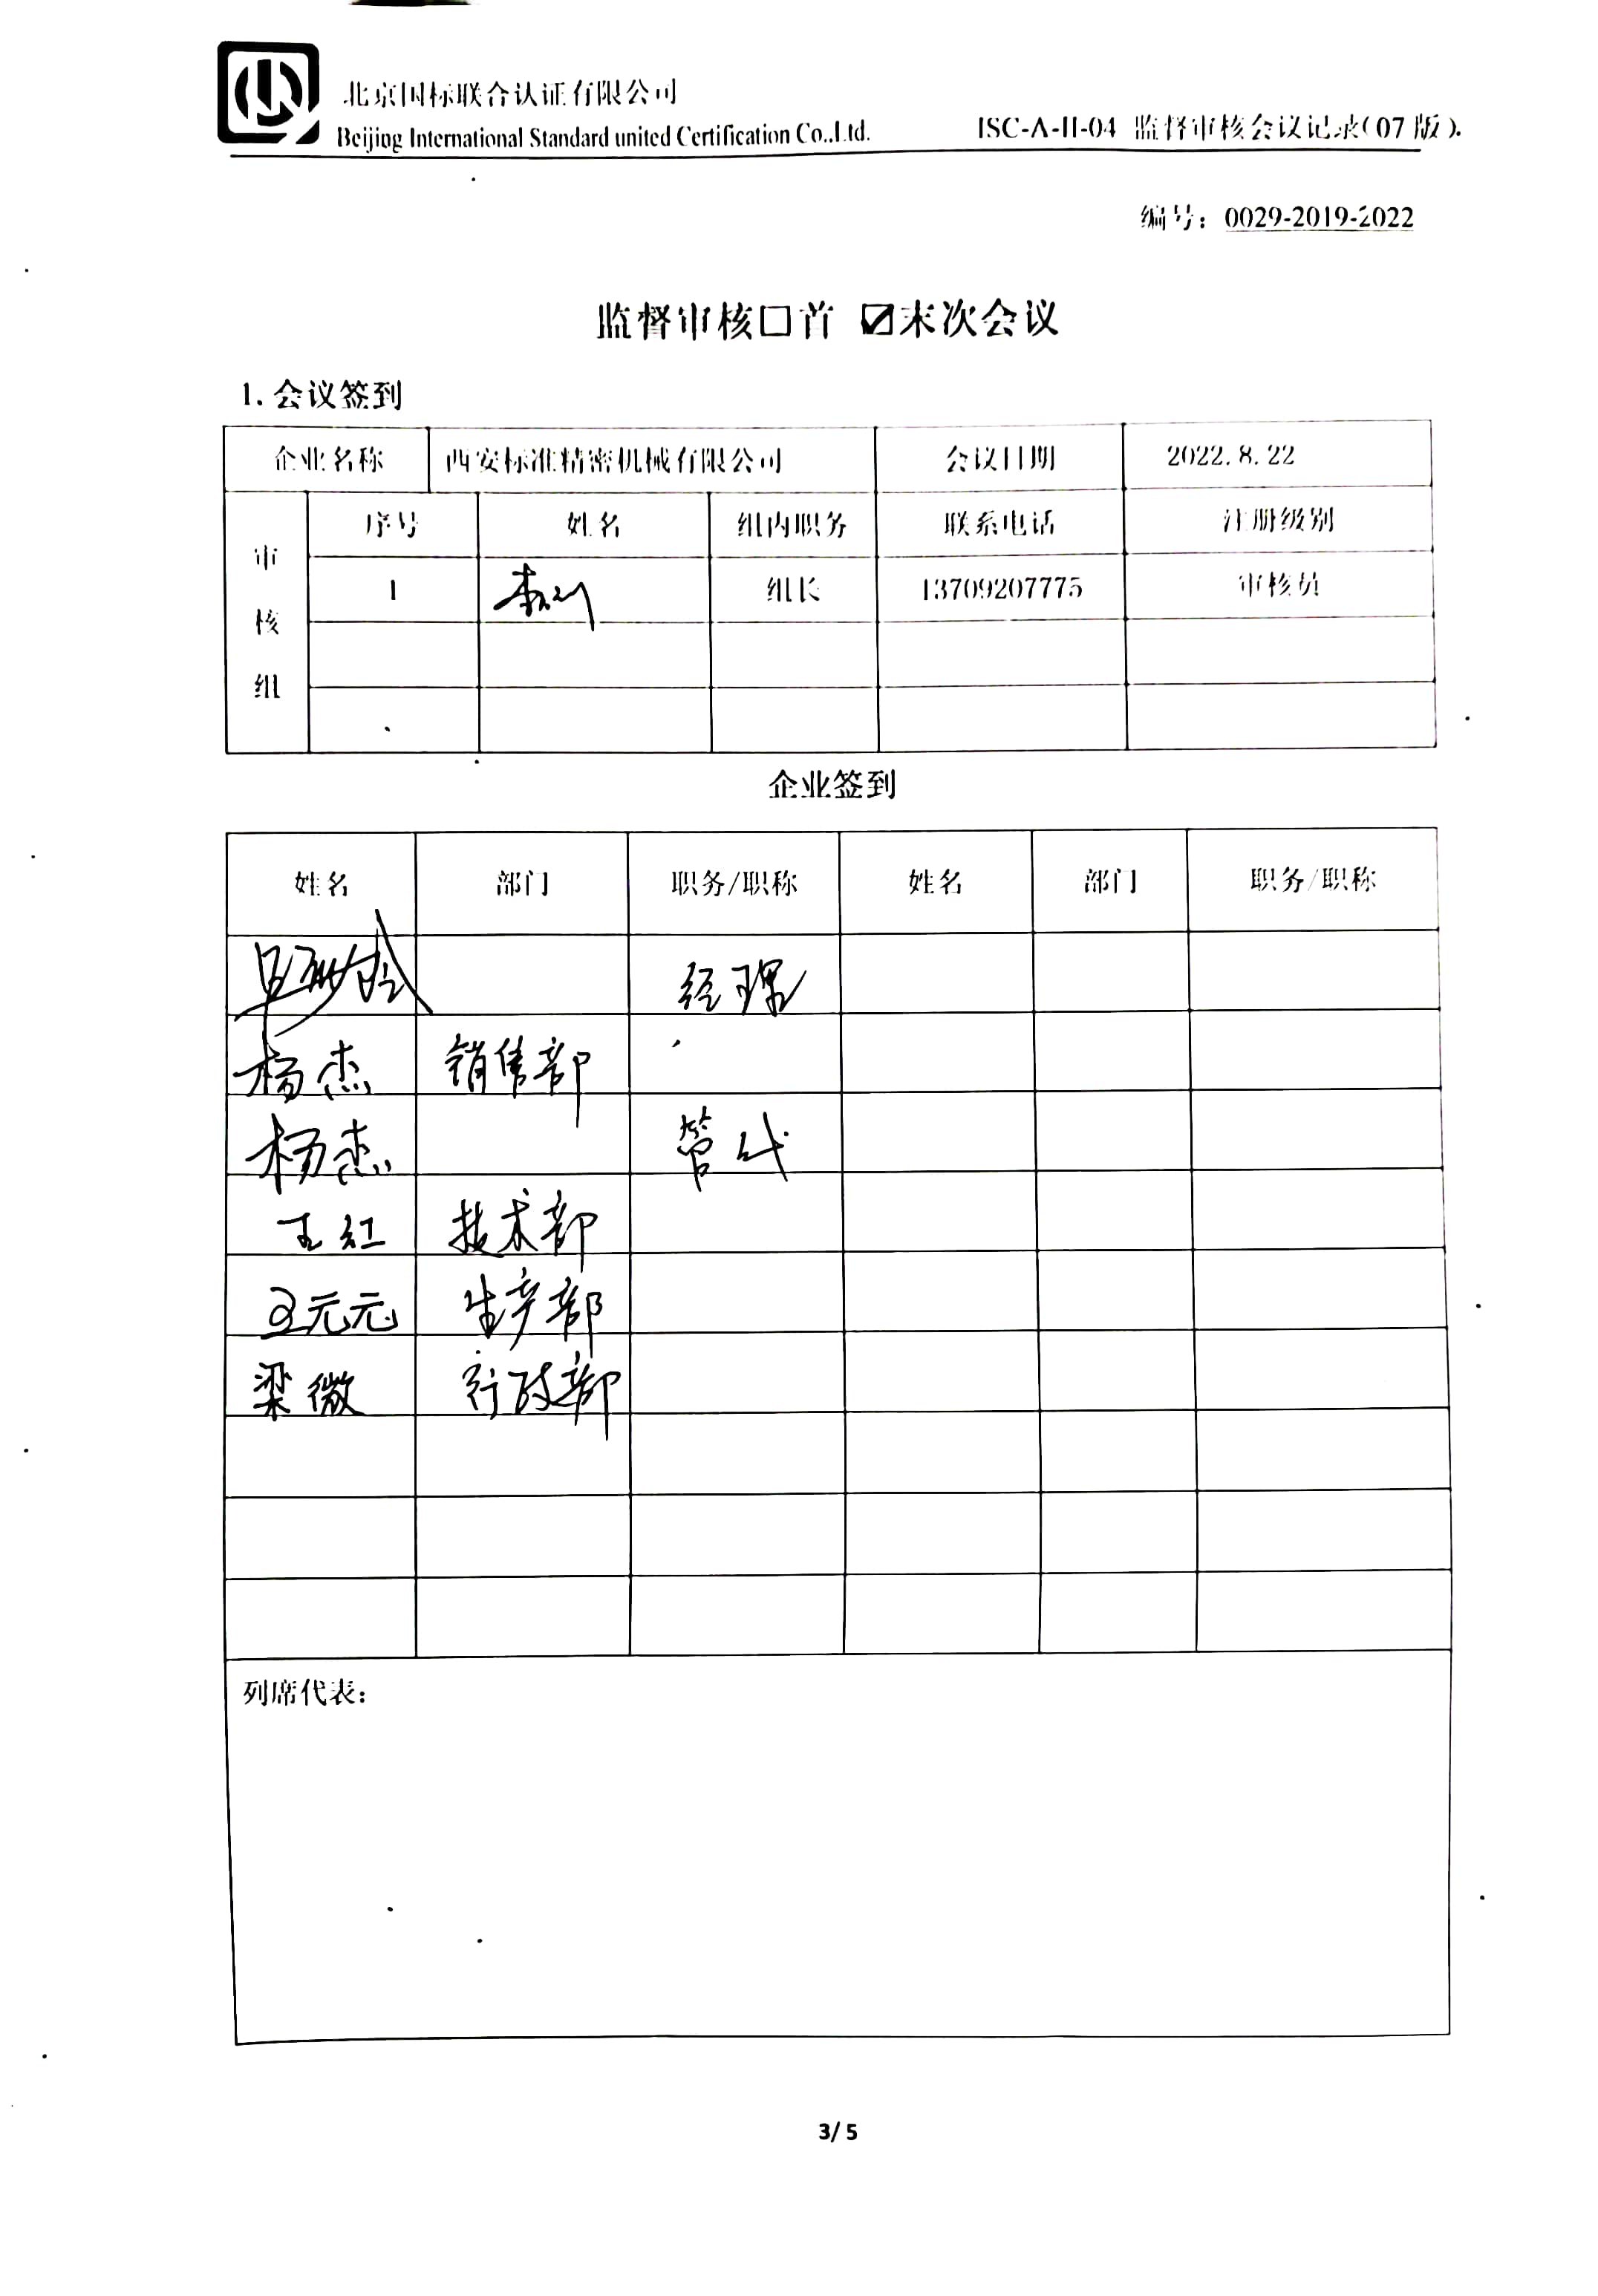 北京国标联合认证有限公司
Beijing International Standard united Certification Co.,Ltd.
ISC-A-II-04 监督审核会议记录(07版).
编号：0029-2019-2022
监督审核□首 ☑末次会议
1.会议签到
企业名称 西安标准精密机械有限公司 会议日期 2022.8.22
审核组 序号 姓名 组内职务 联系电话 注册级别
1 组长 13709207775 审核员
企业签到
姓名 部门 职务/职称 姓名 部门 职务/职称
经理
杨杰 销售部
杨杰 管代
王红 技术部
王元元 生产部
梁微 行政部
列席代表：
3/5